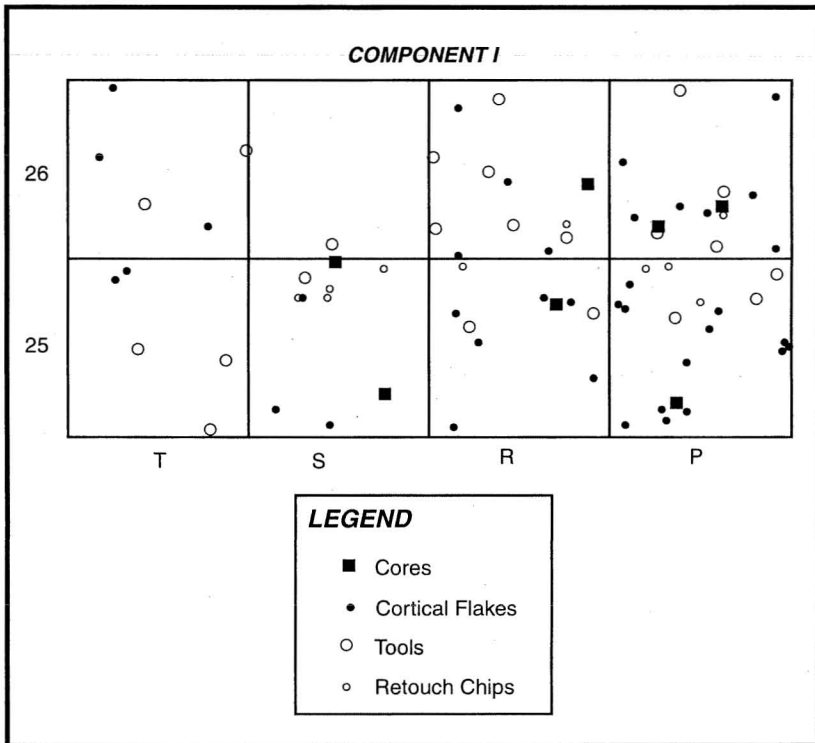 COMPONENT I
26
25
T S R P
LEGEND
Cores
Cortical Flakes
Tools
Retouch Chips